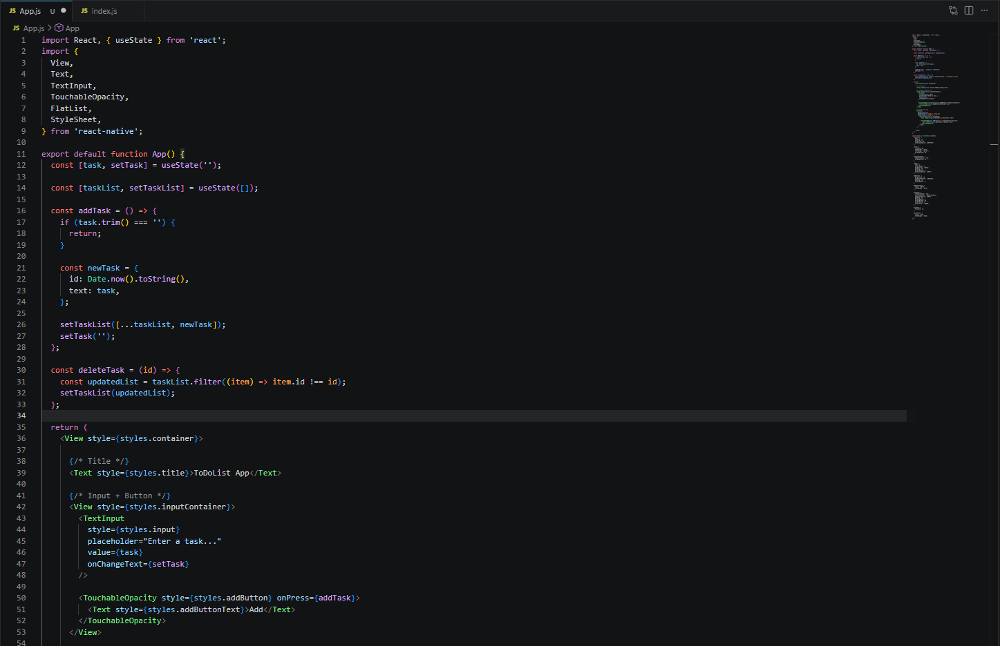 JS App.js U ● JS index.js ···
JS App.js > App
1 import React, { useState } from 'react';
2 import {
3 View,
4 Text,
5 TextInput,
6 TouchableOpacity,
7 FlatList,
8 StyleSheet,
9 } from 'react-native';
10
11 export default function App() {
12 const [task, setTask] = useState('');
13
14 const [taskList, setTaskList] = useState([]);
15
16 const addTask = () => {
17 if (task.trim() === '') {
18 return;
19 }
20
21 const newTask = {
22 id: Date.now().toString(),
23 text: task,
24 };
25
26 setTaskList([...taskList, newTask]);
27 setTask('');
28 };
29
30 const deleteTask = (id) => {
31 const updatedList = taskList.filter((item) => item.id !== id);
32 setTaskList(updatedList);
33 };
34
35 return (
36 <View style={styles.container}>
37
38 {/* Title */}
39 <Text style={styles.title}>ToDoList App</Text>
40
41 {/* Input + Button */}
42 <View style={styles.inputContainer}>
43 <TextInput
44 style={styles.input}
45 placeholder="Enter a task..."
46 value={task}
47 onChangeText={setTask}
48 />
49
50 <TouchableOpacity style={styles.addButton} onPress={addTask}>
51 <Text style={styles.addButtonText}>Add</Text>
52 </TouchableOpacity>
53 </View>
54